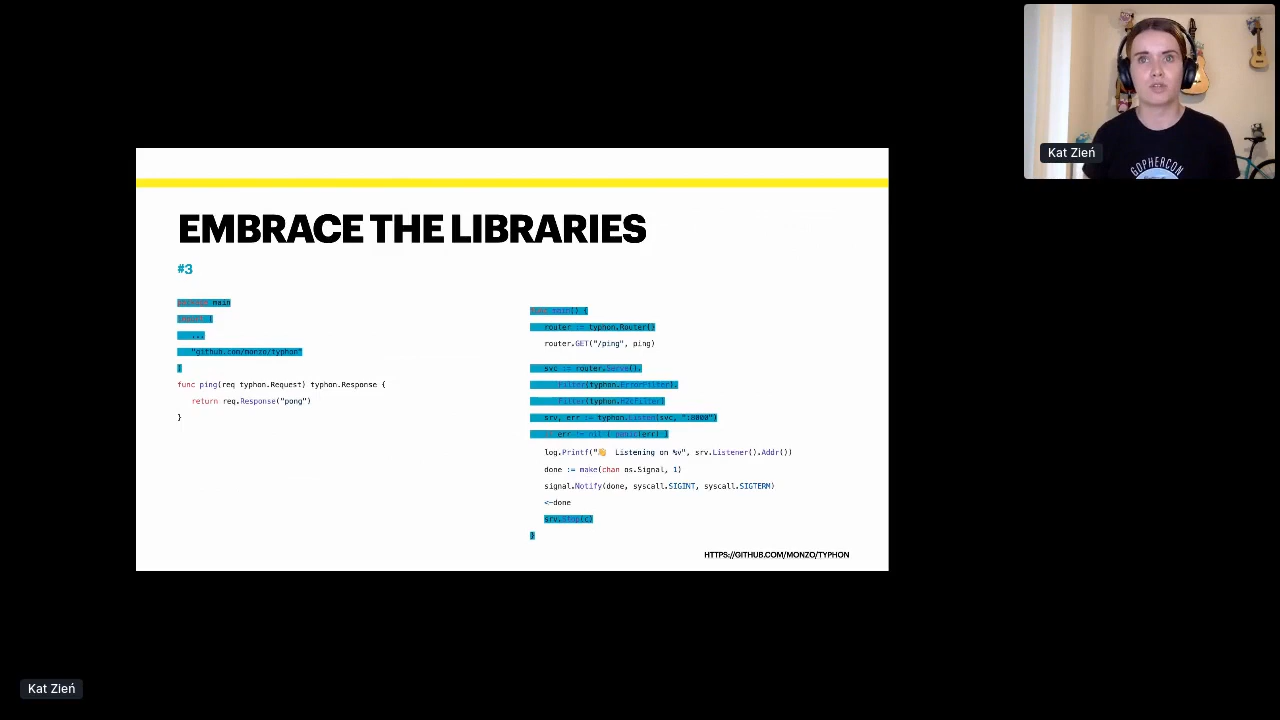 EMBRACE THE LIBRARIES
#3
package main
import (
...
"github.com/monzo/typhon"
)
func ping(req typhon.Request) typhon.Response {
return req.Response("pong")
}
func main() {
router := typhon.Router()
router.GET("/ping", ping)
svc := router.Serve().
Filter(typhon.ErrorFilter).
Filter(typhon.H2cFilter)
srv, err := typhon.Listen(svc, ":8000")
if err != nil { panic(err) }
log.Printf("👋 Listening on %v", srv.Listener().Addr())
done := make(chan os.Signal, 1)
signal.Notify(done, syscall.SIGINT, syscall.SIGTERM)
<-done
srv.Stop(c)
}
HTTPS://GITHUB.COM/MONZO/TYPHON
Kat Zień
GOPHERCON
Kat Zień